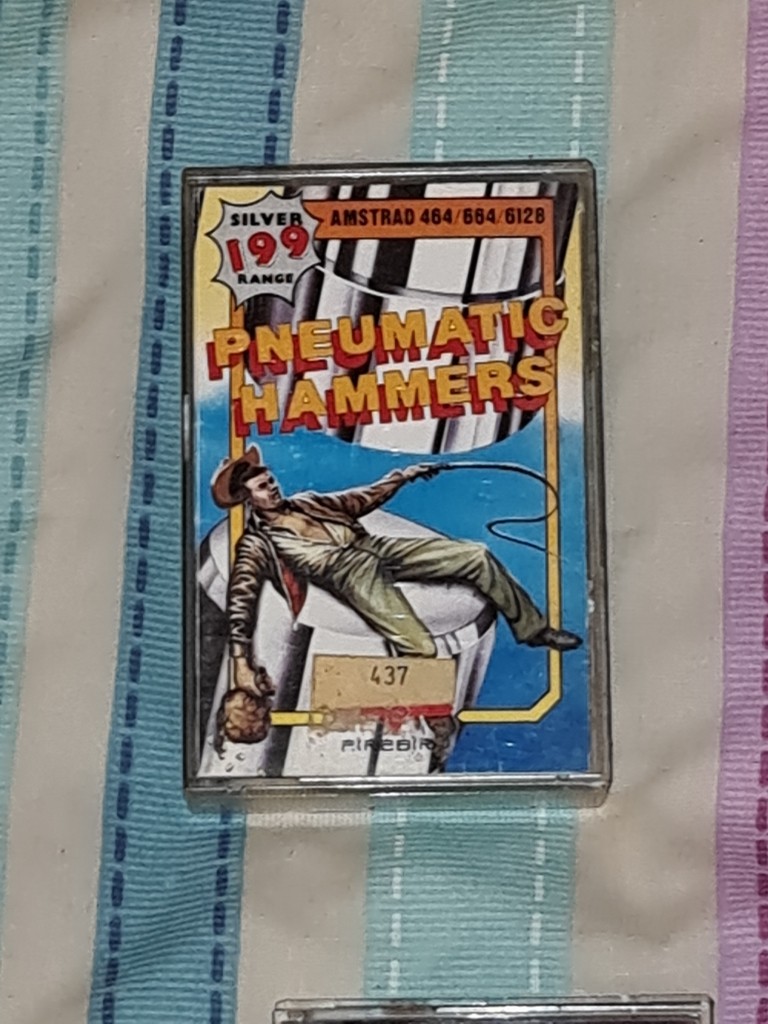 SILVER
199
RANGE
AMSTRAD 464/664/6128
PNEUMATIC
HAMMERS
437
FIREBIRD